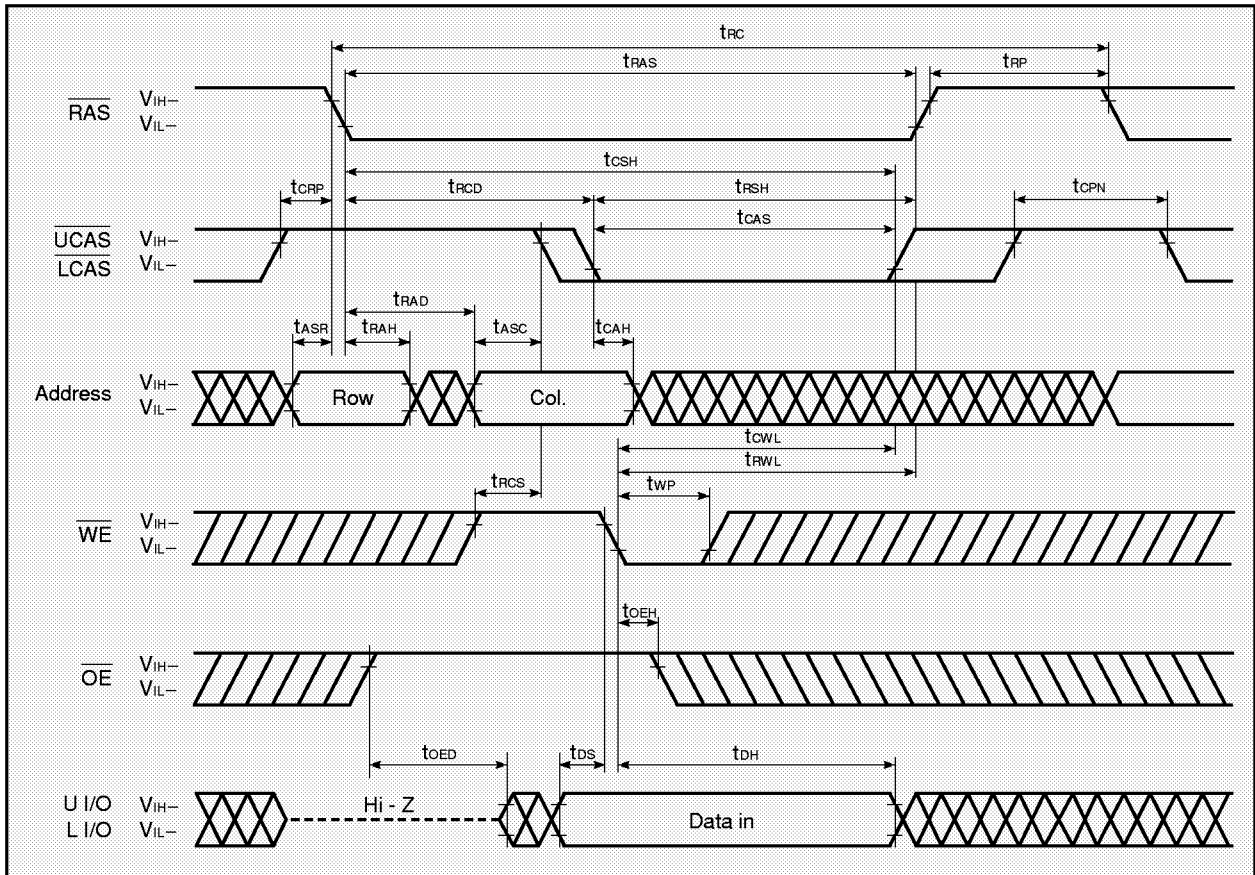 tRC
tRAS tRP
RAS VIH–
VIL–
tCSH
tCRP tRCD tRSH tCPN
tCAS
UCAS VIH–
LCAS VIL–
tRAD
tASR tRAH tASC tCAH
Address VIH–
VIL–
Row Col.
tCWL
tRWL
tRCS tWP
WE VIH–
VIL–
tOEH
OE VIH–
VIL–
tOED tDS tDH
U I/O VIH–
L I/O VIL–
Hi - Z Data in